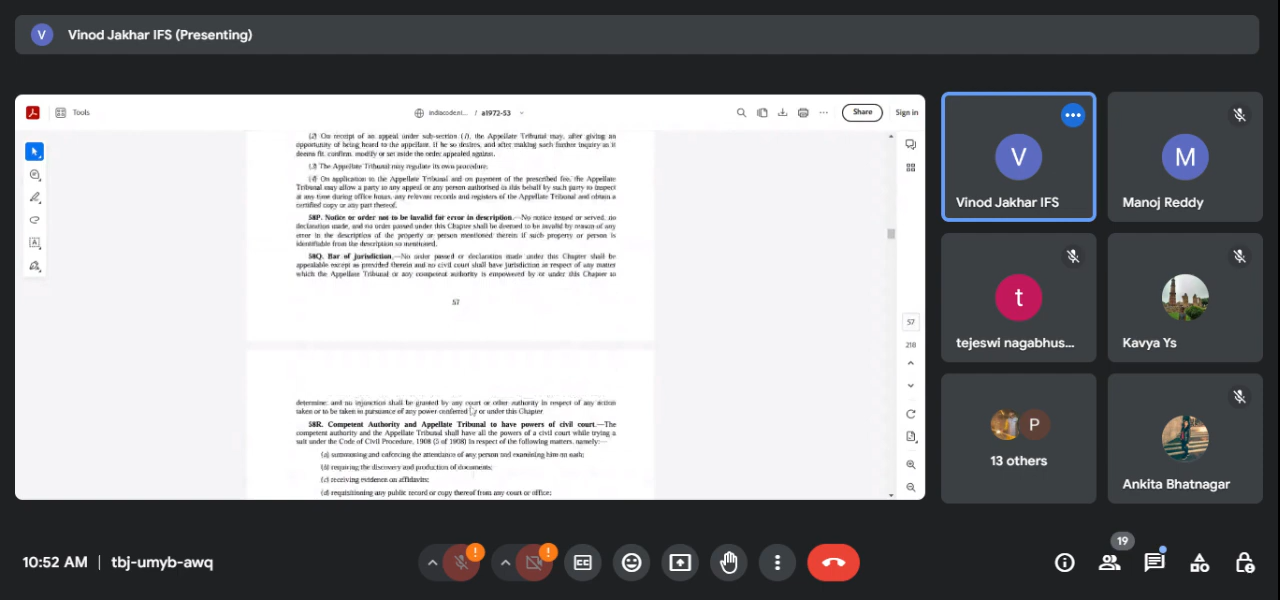 V Vinod Jakhar IFS (Presenting)
Tools
indiacode.ni... / a1972-53
Share
Sign in
(2) On receipt of an appeal under sub-section (1), the Appellate Tribunal may, after giving an
opportunity of being heard to the appellant, if he so desires, and after making such further inquiry as it
deems fit, confirm, modify or set aside the order appealed against.
(3) The Appellate Tribunal may regulate its own procedure.
(4) On application to the Appellate Tribunal and on payment of the prescribed fee, the Appellate
Tribunal may allow a party to any appeal or any person authorised in this behalf by such party to inspect
at any time during office hours, any relevant records and registers of the Appellate Tribunal and obtain a
certified copy or any part thereof.
58P. Notice or order not to be invalid for error in description.—No notice issued or served, no
declaration made, and no order passed under this Chapter shall be deemed to be invalid by reason of any
error in the description of the property or person mentioned therein if such property or person is
identifiable from the description so mentioned.
58Q. Bar of jurisdiction.—No order passed or declaration made under this Chapter shall be
appealable except as provided therein and no civil court shall have jurisdiction in respect of any matter
which the Appellate Tribunal or any competent authority is empowered by or under this Chapter to
57
determine; and no injunction shall be granted by any court or other authority in respect of any action
taken or to be taken in pursuance of any power conferred by or under this Chapter.
58R. Competent Authority and Appellate Tribunal to have powers of civil court.—The
competent authority and the Appellate Tribunal shall have all the powers of a civil court while trying a
suit under the Code of Civil Procedure, 1908 (5 of 1908) in respect of the following matters, namely:—
(a) summoning and enforcing the attendance of any person and examining him on oath;
(b) requiring the discovery and production of documents;
(c) receiving evidence on affidavits;
(d) requisitioning any public record or copy thereof from any court or office;
57
218
V
Vinod Jakhar IFS
M
Manoj Reddy
t
tejeswi nagabhus...
Kavya Ys
P
13 others
Ankita Bhatnagar
10:52 AM | tbj-umyb-awq
CC
19